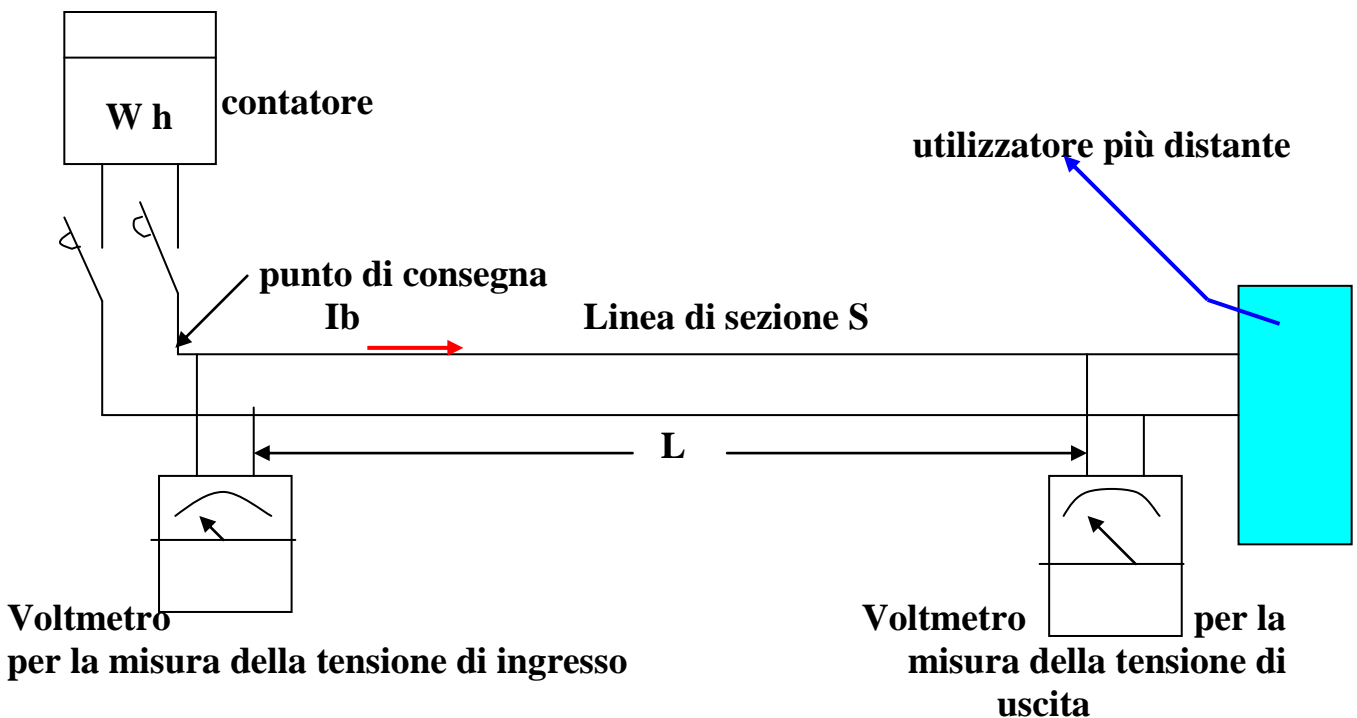 W h
contatore
utilizzatore più distante
punto di consegna
Ib
Linea di sezione S
L
Voltmetro
per la misura della tensione di ingresso
Voltmetro per la
misura della tensione di
uscita